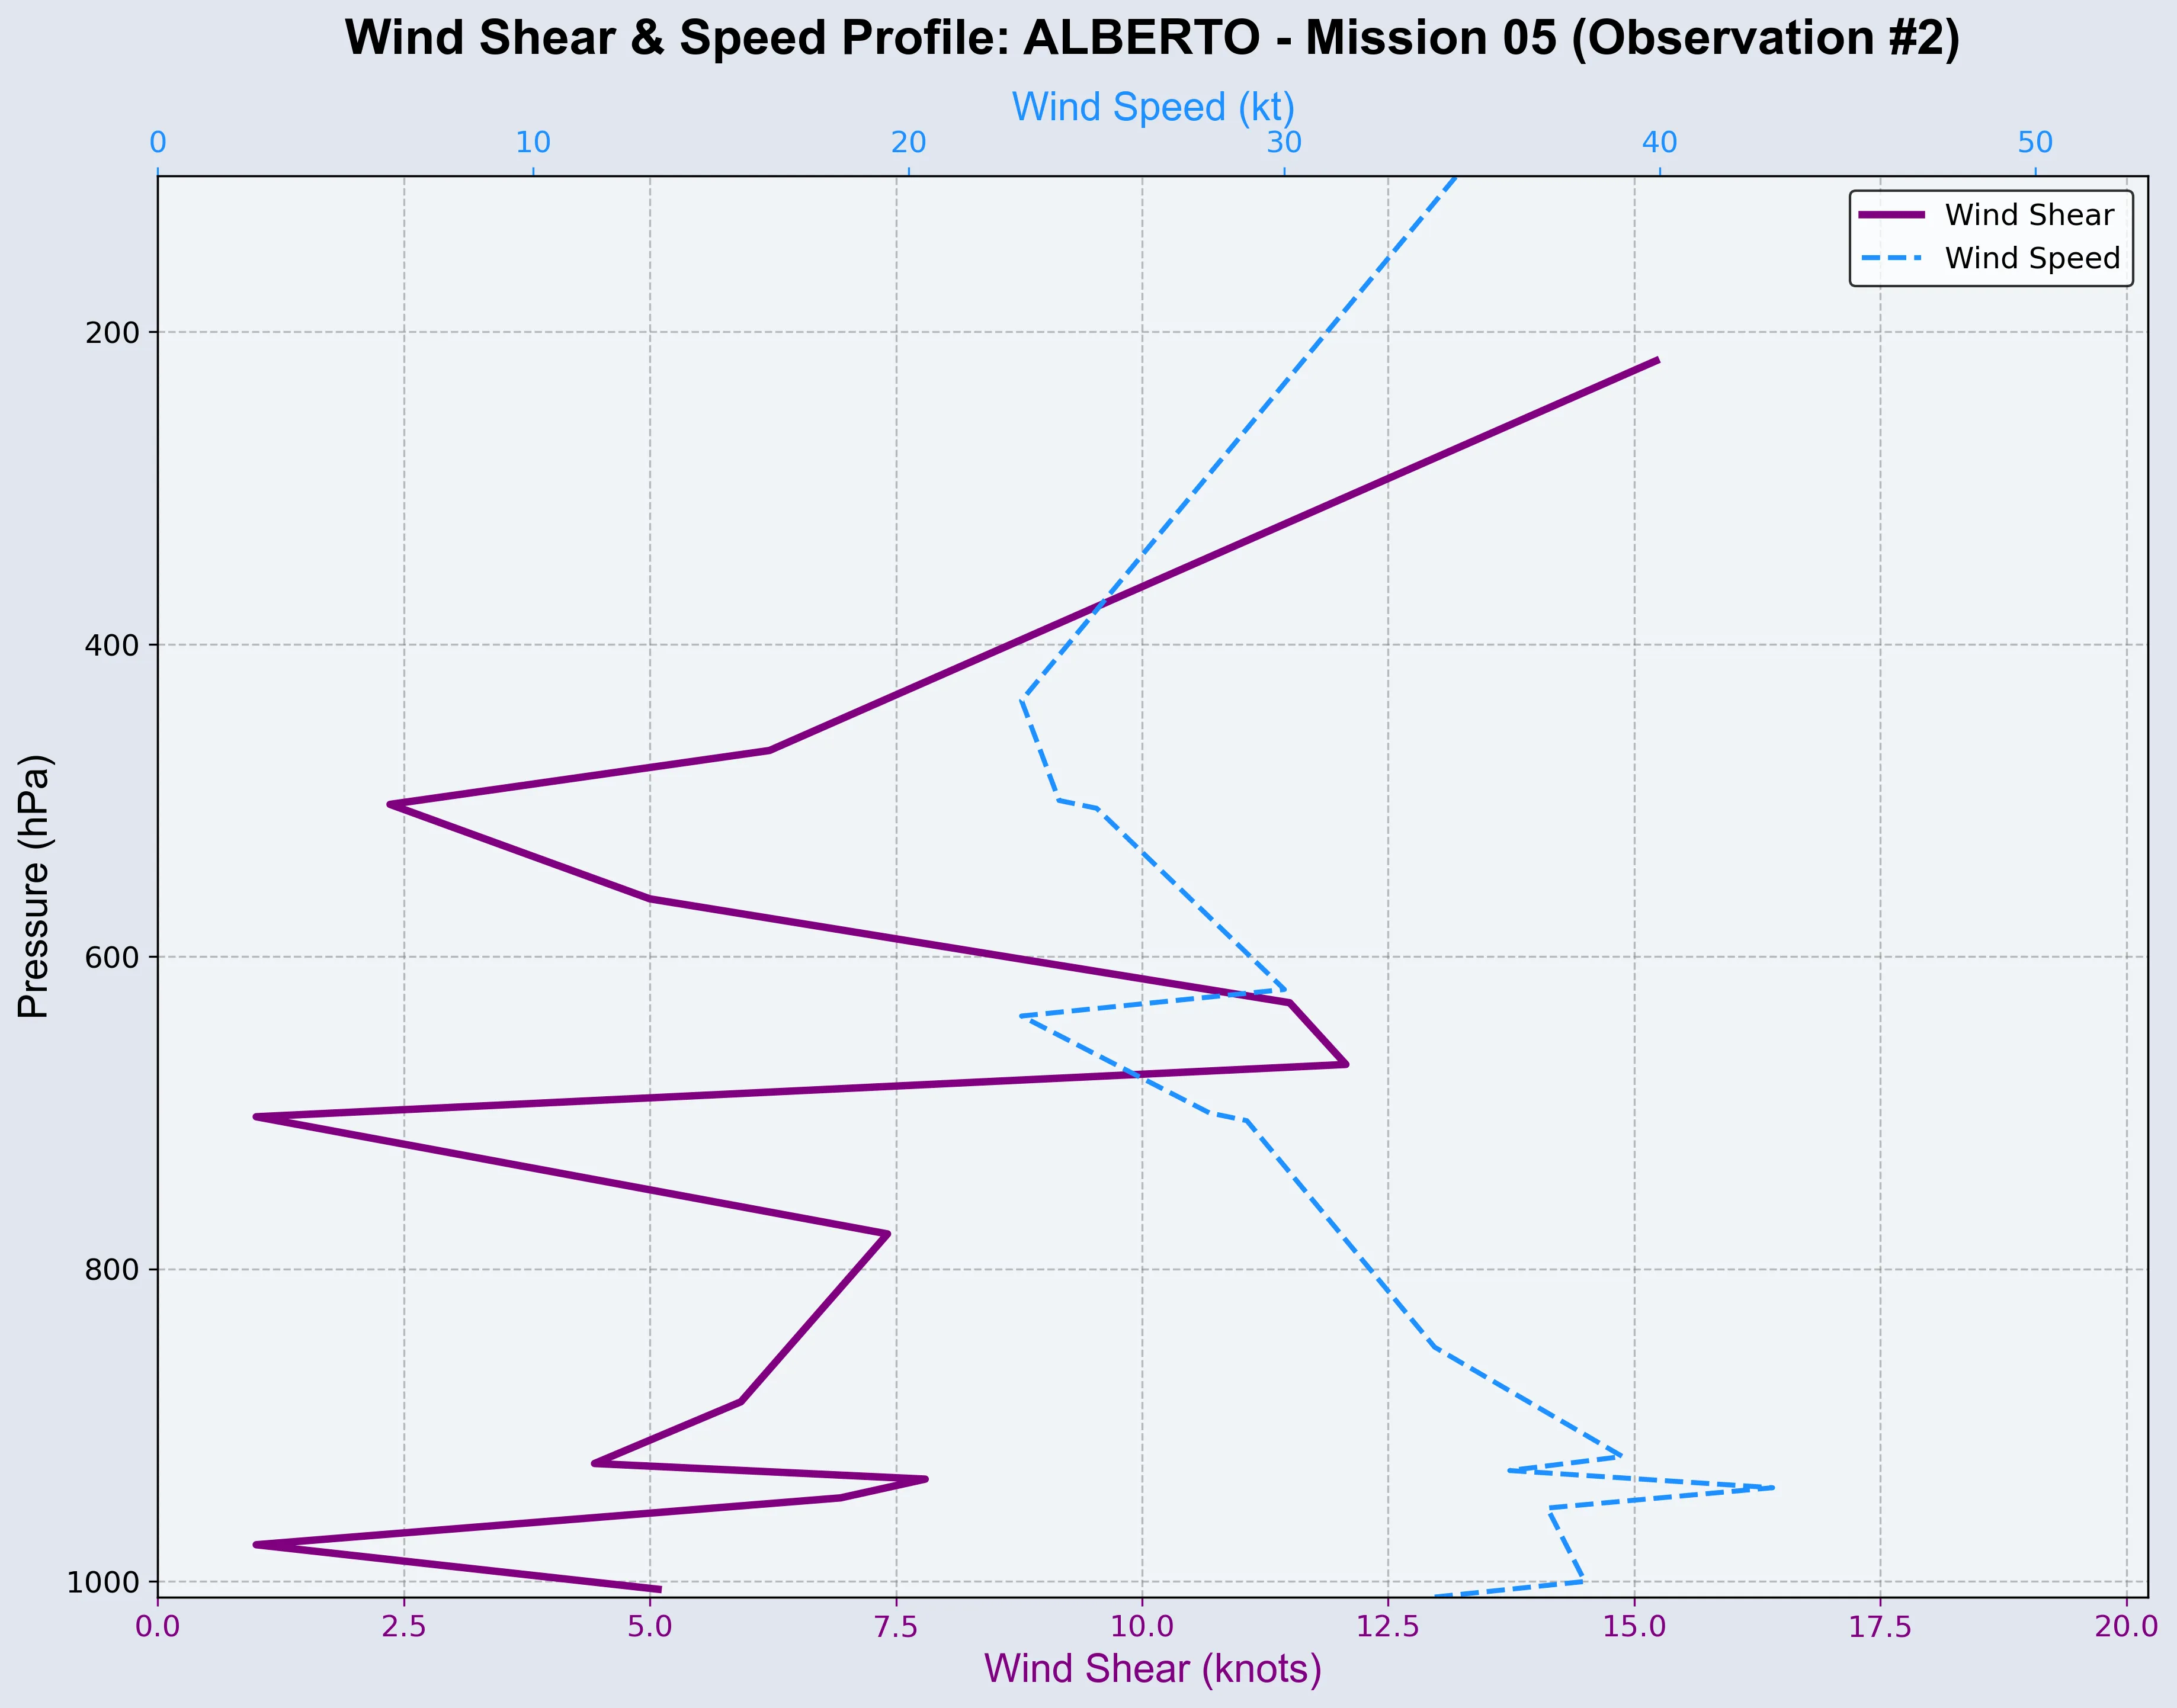 Wind Shear & Speed Profile: ALBERTO - Mission 05 (Observation #2)
Wind Speed (kt)
0 10 20 30 40 50
Wind Shear
Wind Speed
200
400
600
800
1000
Pressure (hPa)
0.0 2.5 5.0 7.5 10.0 12.5 15.0 17.5 20.0
Wind Shear (knots)